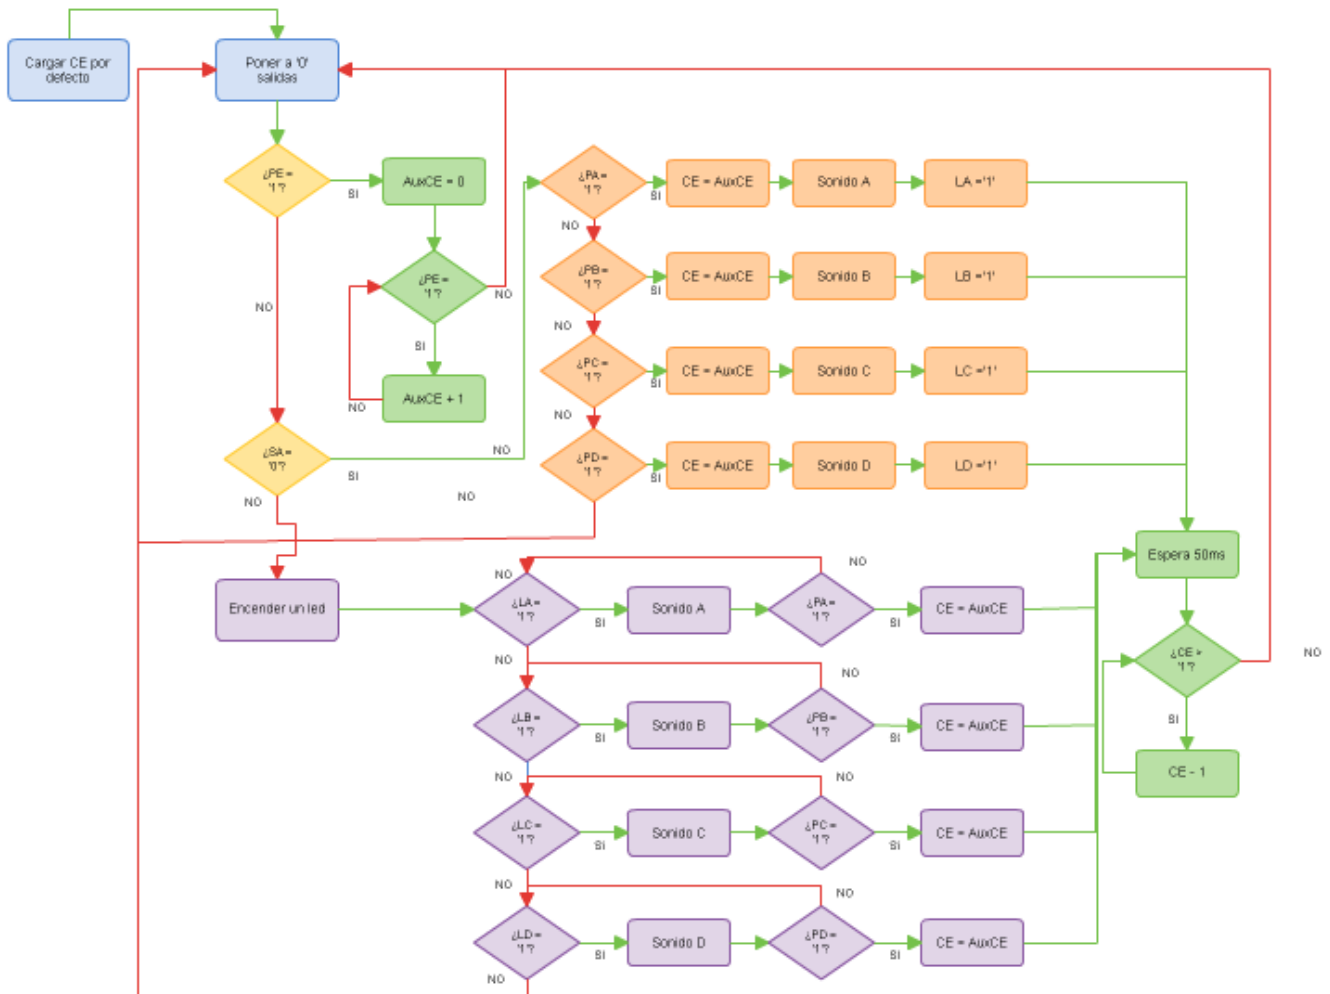 Cargar CE por
defecto
Poner a '0'
salidas
¿PE =
'1'?
SI
AuxCE = 0
¿PE =
'1'?
NO
SI
AuxCE + 1
NO
NO
¿SA =
'0'?
SI
NO
NO
NO
¿PA =
'1'?
SI
CE = AuxCE
Sonido A
LA ='1'
NO
¿PB =
'1'?
SI
CE = AuxCE
Sonido B
LB ='1'
NO
¿PC =
'1'?
SI
CE = AuxCE
Sonido C
LC ='1'
NO
¿PD =
'1'?
SI
CE = AuxCE
Sonido D
LD ='1'
Espera 50ms
¿CE >
'1'?
NO
SI
CE - 1
Encender un led
NO
¿LA =
'1'?
SI
Sonido A
NO
¿PA =
'1'?
SI
CE = AuxCE
NO
¿LB =
'1'?
SI
Sonido B
NO
¿PB =
'1'?
SI
CE = AuxCE
NO
¿LC =
'1'?
SI
Sonido C
NO
¿PC =
'1'?
SI
CE = AuxCE
NO
¿LD =
'1'?
SI
Sonido D
NO
¿PD =
'1'?
SI
CE = AuxCE
NO